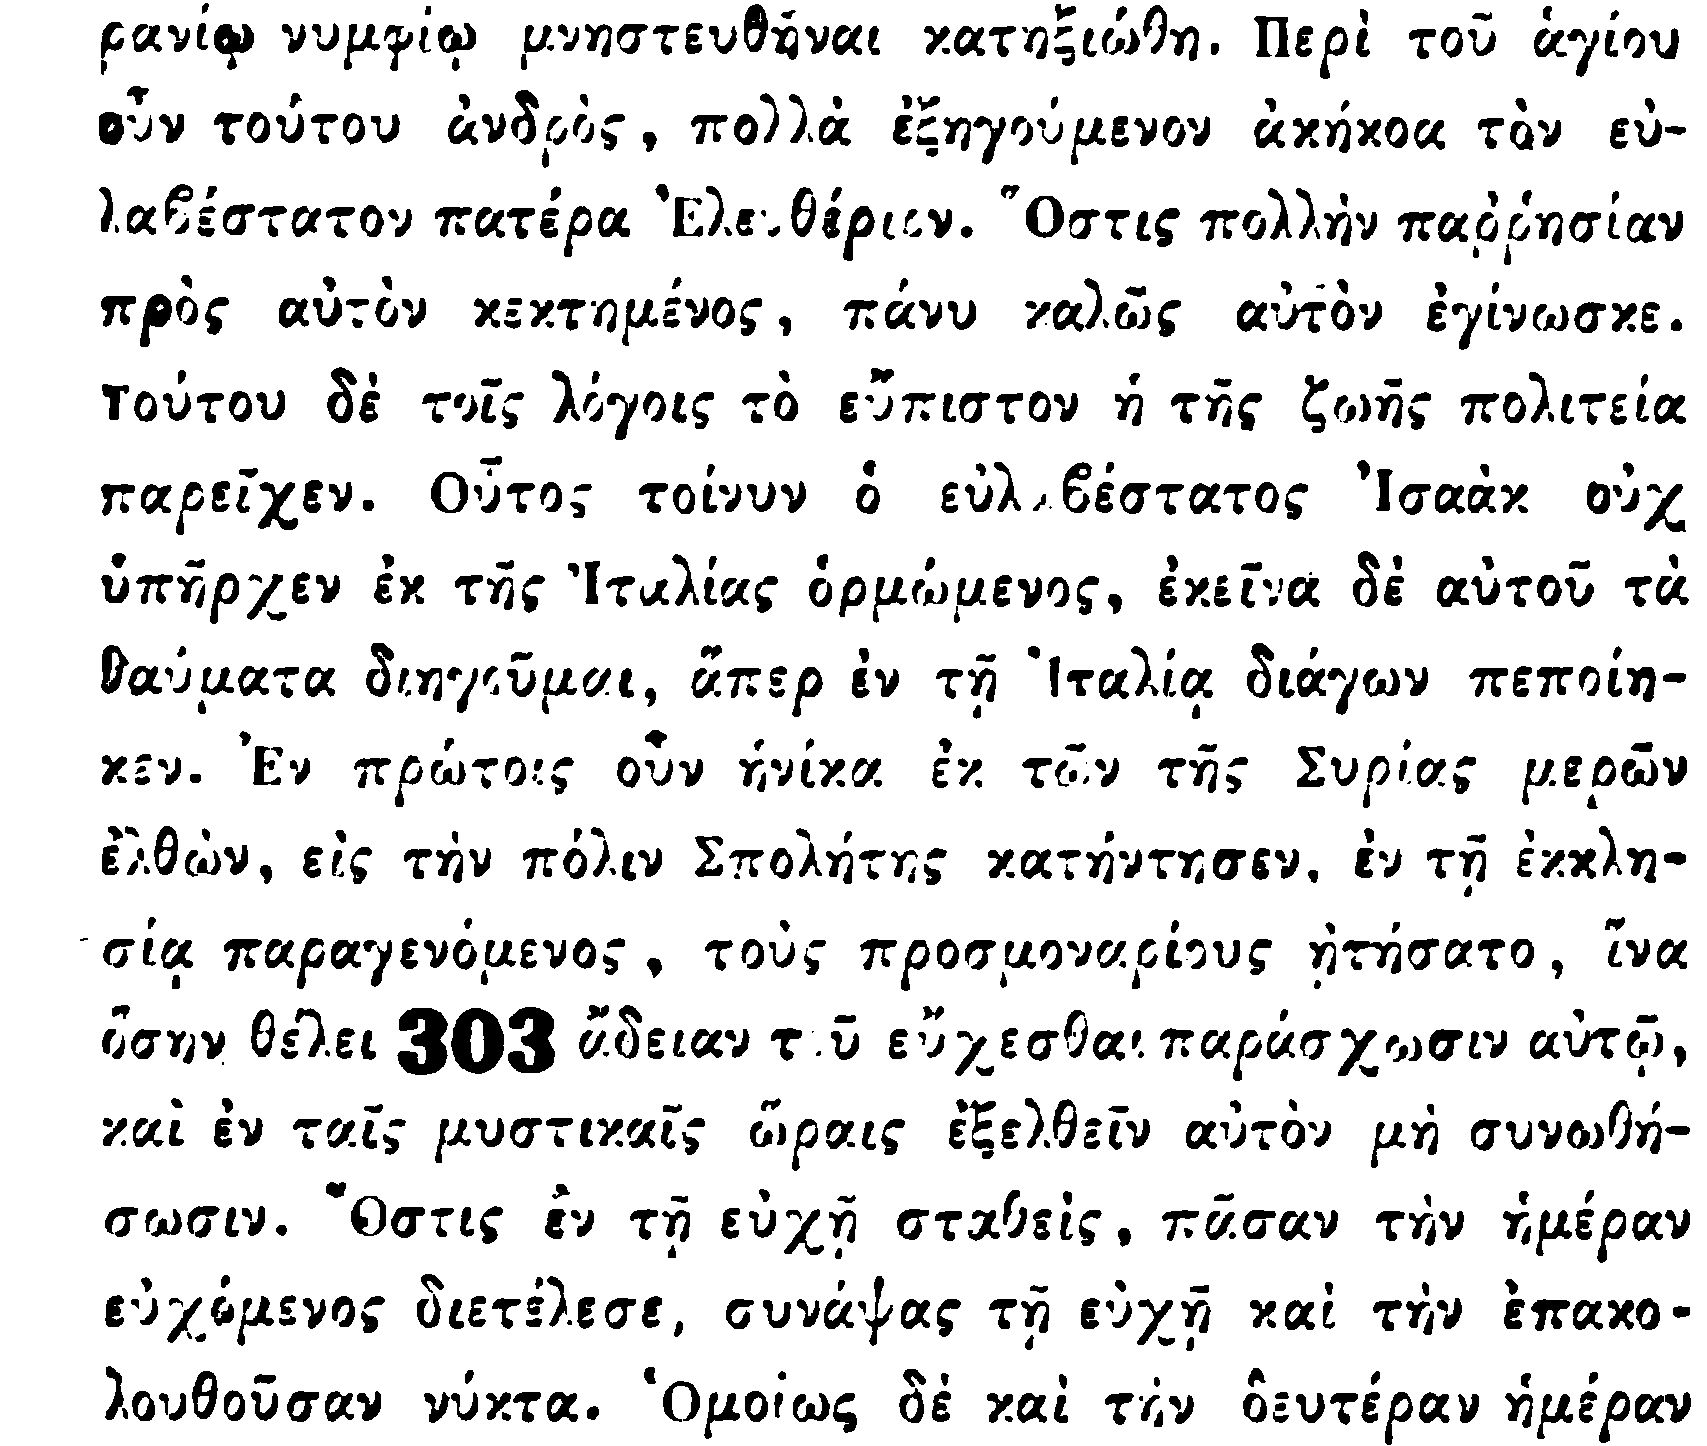 ρανίῳ νυμφίῳ μνηστευθῆναι κατηξιώθη. Περὶ τοῦ ἁγίου
οὖν τούτου ἀνδρὸς, πολλὰ ἐξηγούμενον ἀκήκοα τὸν εὐ-
λαβέστατον πατέρα Ἐλευθέριον. Ὅστις πολλὴν παῤῥησίαν
πρὸς αὐτὸν κεκτημένος, πάνυ καλῶς αὐτὸν ἐγίνωσκε.
Τούτου δὲ τοῖς λόγοις τὸ εὔπιστον ἡ τῆς ζωῆς πολιτεία
παρεῖχεν. Οὗτος τοίνυν ὁ εὐλαβέστατος Ἰσαὰκ οὐχ
ὑπῆρχεν ἐκ τῆς Ἰταλίας ὁρμώμενος, ἐκεῖνα δὲ αὐτοῦ τὰ
θαύματα διηγοῦμαι, ἅπερ ἐν τῇ Ἰταλίᾳ διάγων πεποίη-
κεν. Ἐν πρώτοις οὖν ἡνίκα ἐκ τῶν τῆς Συρίας μερῶν
ἐλθὼν, εἰς τὴν πόλιν Σπολήτης κατήντησεν, ἐν τῇ ἐκκλη-
σίᾳ παραγενόμενος, τοὺς προσμοναρίους ᾐτήσατο, ἵνα
ὅσην θέλει 303 ἄδειαν τοῦ εὔχεσθαι παράσχωσιν αὐτῷ,
καὶ ἐν ταῖς μυστικαῖς ὥραις ἐξελθεῖν αὐτὸν μὴ συνωθή-
σωσιν. Ὅστις ἐν τῇ εὐχῇ σταθεὶς, πᾶσαν τὴν ἡμέραν
εὐχόμενος διετέλεσε, συνάψας τῇ εὐχῇ καὶ τὴν ἐπακο-
λουθοῦσαν νύκτα. Ὁμοίως δὲ καὶ τὴν δευτέραν ἡμέραν